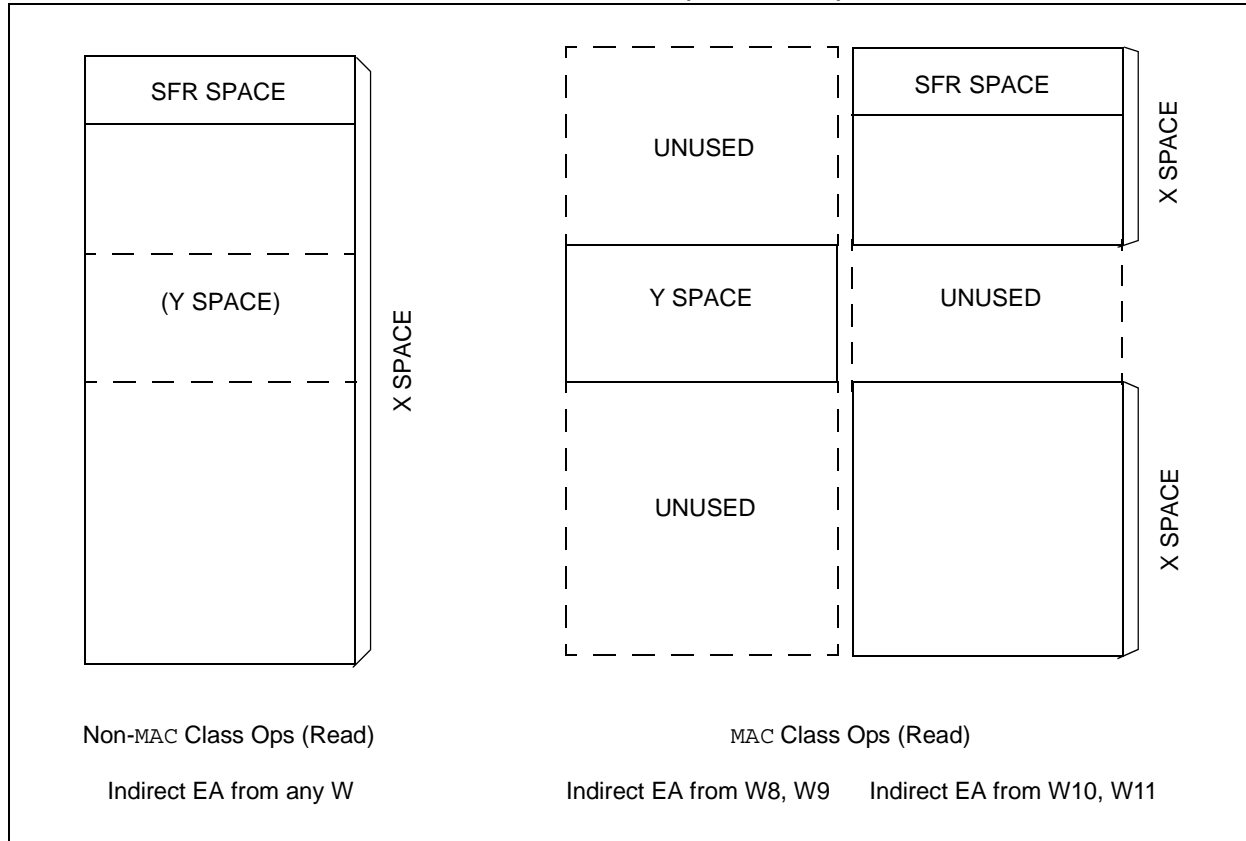 SFR SPACE
(Y SPACE)
X SPACE
UNUSED
Y SPACE
UNUSED
SFR SPACE
X SPACE
UNUSED
X SPACE
Non-MAC Class Ops (Read)
MAC Class Ops (Read)
Indirect EA from any W
Indirect EA from W8, W9
Indirect EA from W10, W11